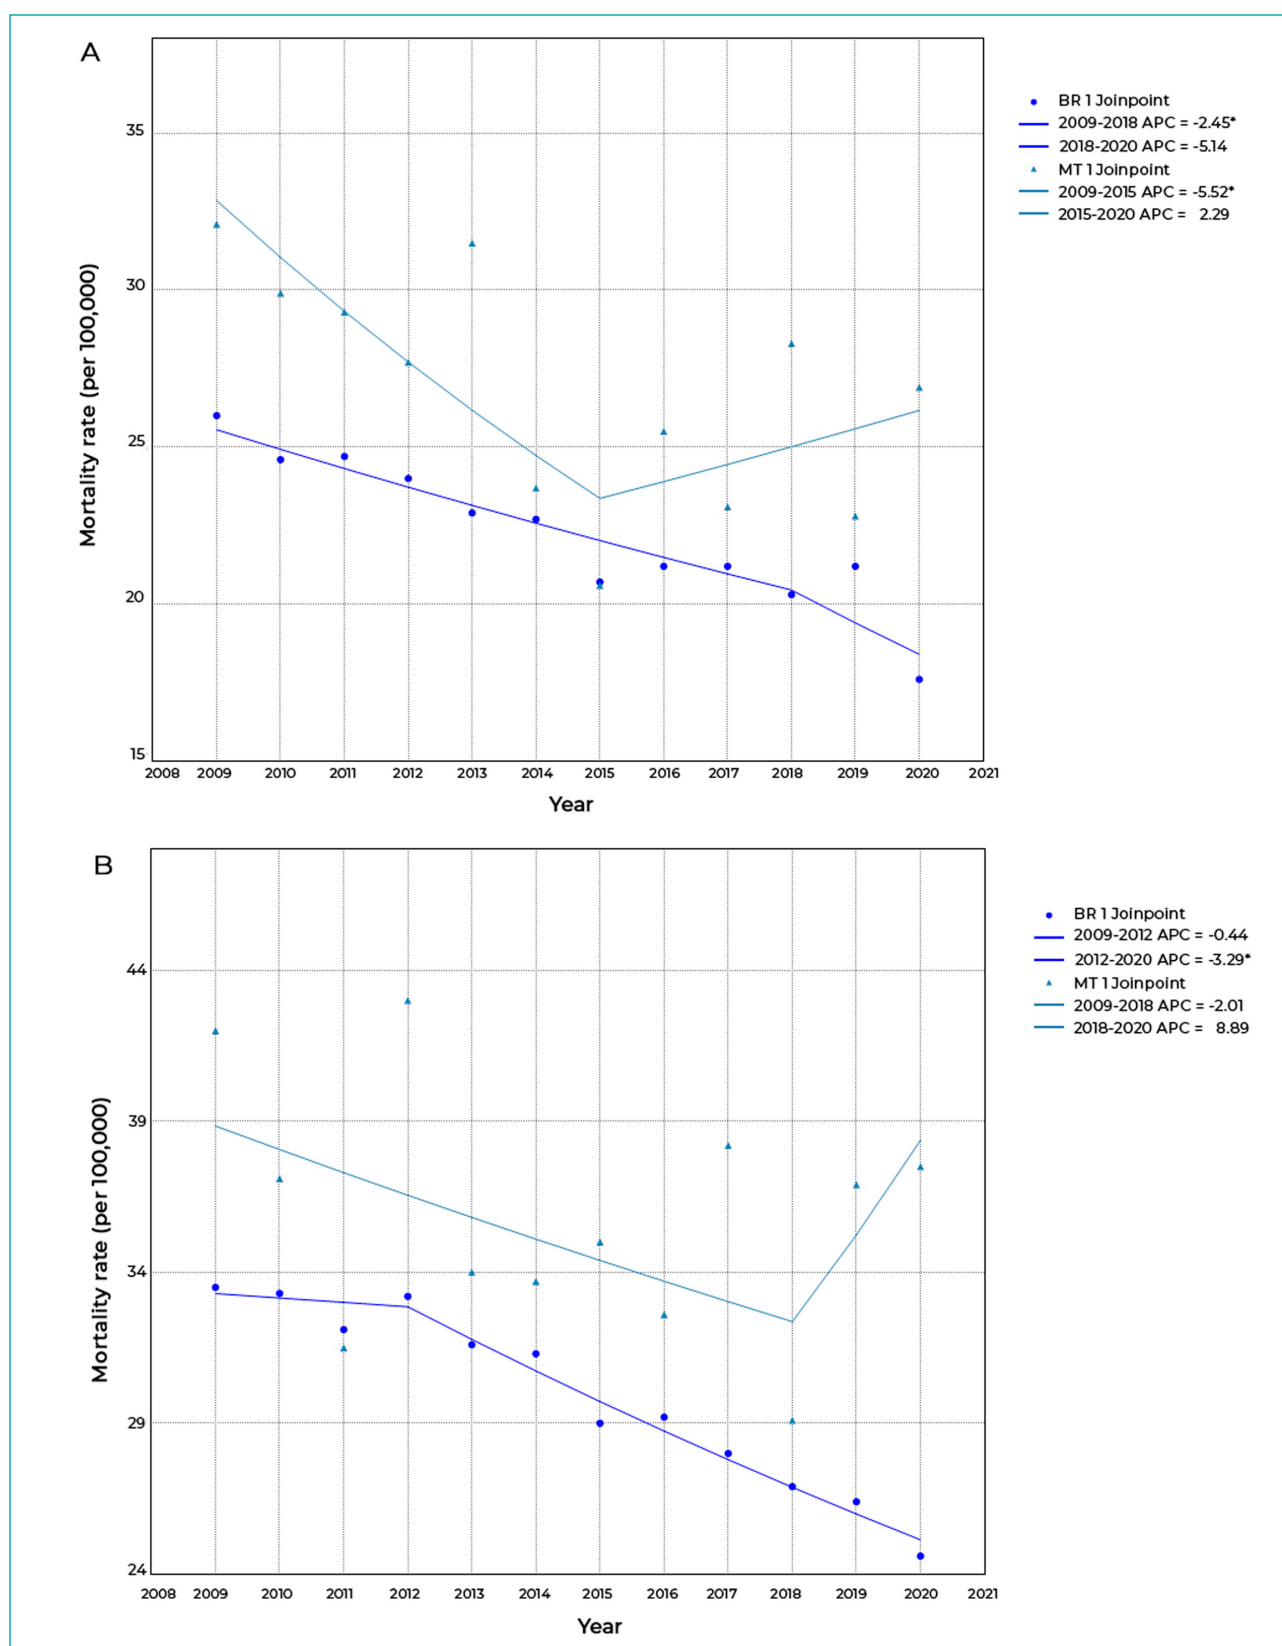 A
Mortality rate (per 100,000)
35
30
25
20
15
2008 2009 2010 2011 2012 2013 2014 2015 2016 2017 2018 2019 2020 2021
Year
BR 1 Joinpoint
2009-2018 APC = -2.45*
2018-2020 APC = -5.14
MT 1 Joinpoint
2009-2015 APC = -5.52*
2015-2020 APC = 2.29
B
Mortality rate (per 100,000)
44
39
34
29
24
2008 2009 2010 2011 2012 2013 2014 2015 2016 2017 2018 2019 2020 2021
Year
BR 1 Joinpoint
2009-2012 APC = -0.44
2012-2020 APC = -3.29*
MT 1 Joinpoint
2009-2018 APC = -2.01
2018-2020 APC = 8.89